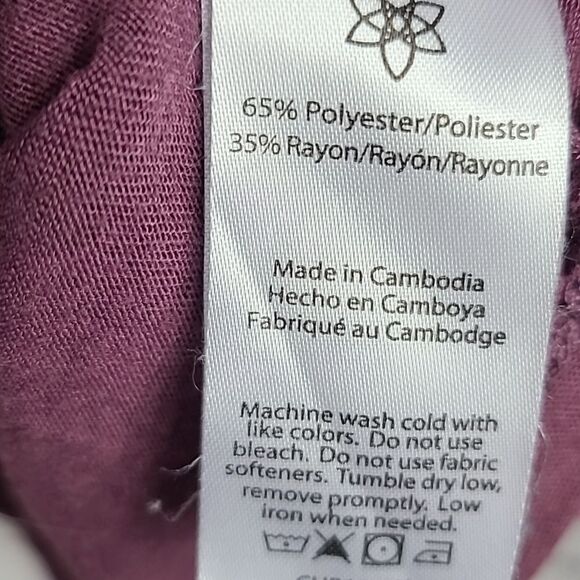 65% Polyester/Poliester
35% Rayon/Rayón/Rayonne
Made in Cambodia
Hecho en Camboya
Fabriqué au Cambodge
Machine wash cold with
like colors. Do not use
bleach. Do not use fabric
softeners. Tumble dry low,
remove promptly. Low
iron when needed.